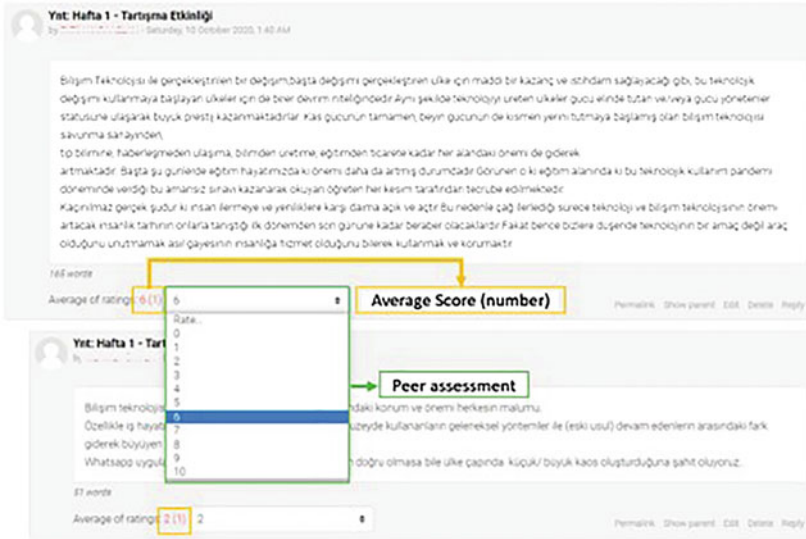 Ynt: Hafta 1 - Tartışma Etkinliği
by - Saturday, 10 October 2020, 1:40 AM
Bilişim Teknolojisi ile gerçekleştirilen bir değişim,başta değişimi gerçekleştiren ülke için maddi bir kazanç ve istihdam sağlayacağı gibi, bu teknolojik
değişimi kullanmaya başlayan ülkeler için de birer devrim niteliğindedir.Aynı şekilde teknolojiyi üreten ülkeler gücü elinde tutan ve/veya gücü yönetenler
statüsüne ulaşarak büyük prestij kazanmaktadırlar. Kas gücünün tamamen, beyin gücünün de kısmen yerini tutmaya başlamış olan bilişim teknolojisi
savunma sanayinden,
tıp bilimine, haberleşmeden ulaşıma, bilimden üretime, eğitimden ticarete kadar her alandaki önemi de giderek
artmaktadır. Başta şu günlerde eğitim hayatımızda ki önemi daha da artmış durumdadır.Görünen o ki eğitim alanında ki bu teknolojik kullanım pandemi
döneminde verdiği bu amansız sınavı kazanarak okuyan öğreten her kesim tarafından tecrübe edilmektedir.
Kaçınılmaz gerçek şudur ki insan ilermeye ve yeniliklere karşı daima açık ve açtır.Bu nedenle çağ ilerlediği sürece teknoloji ve bilişim teknolojisinin önemi
artacak insanlık tarihinin onlarla tanıştığı ilk dönemden son gününe kadar beraber olacaklardır.Fakat bence bizlere düşende teknolojinin bir amaç değil araç
olduğunu unutmamak asıl gayesinin insanlığa hizmet olduğunu bilerek kullanmak ve korumaktır.
168 words
Average of ratings: 6 (1) 6
Average Score (number)
Permalink Show parent Edit Delete Reply
Rate...
0
1
2
3
4
5
6
7
8
9
10
Peer assessment
Ynt: Hafta 1 - Tart
by
Bilişim teknolojis ndaki konum ve önemi herkesin malumu.
Özellikle iş hayatı üzeyde kullananların geleneksel yöntemler ile (eski usul) devam edenlerin arasındaki fark
giderek büyüyen
Whatsapp uygula n doğru olmasa bile ülke çapında küçük/ büyük kaos oluşturduğuna şahit oluyoruz.
51 words
Average of ratings: 2 (1) 2
Permalink Show parent Edit Delete Reply